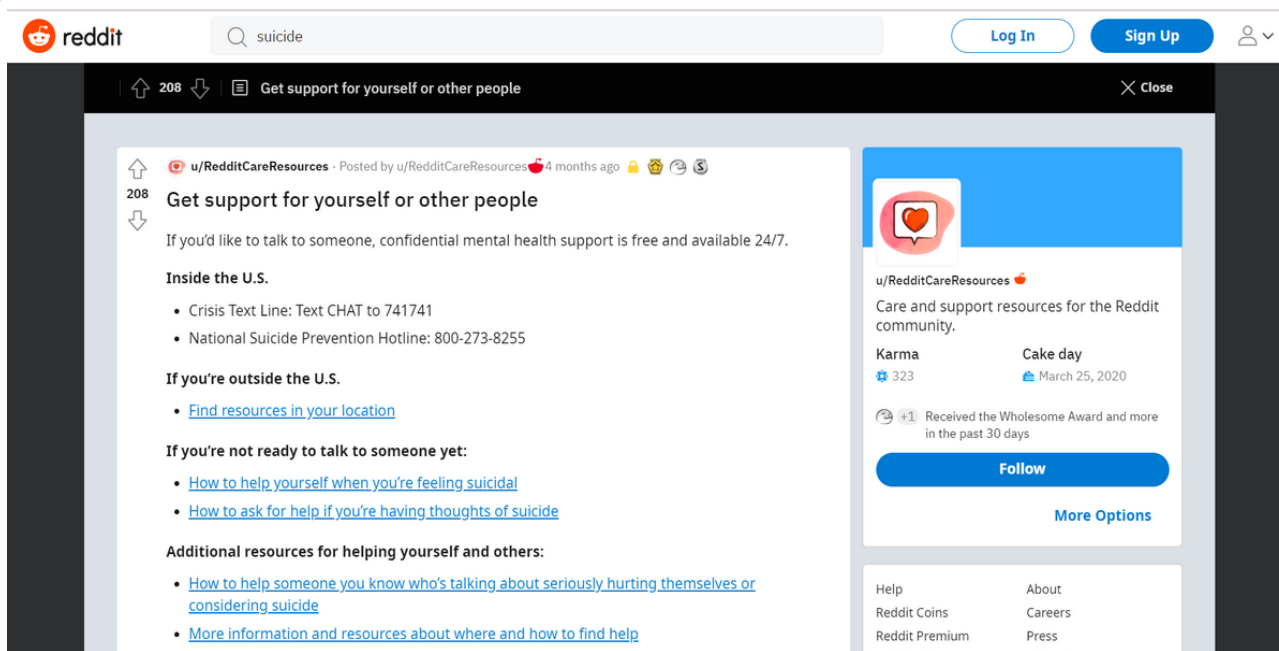 reddit
suicide
Log In
Sign Up
208
Get support for yourself or other people
Close
u/RedditCareResources · Posted by u/RedditCareResources 4 months ago
208
Get support for yourself or other people
If you'd like to talk to someone, confidential mental health support is free and available 24/7.
Inside the U.S.
• Crisis Text Line: Text CHAT to 741741
• National Suicide Prevention Hotline: 800-273-8255
If you're outside the U.S.
• Find resources in your location
If you're not ready to talk to someone yet:
• How to help yourself when you're feeling suicidal
• How to ask for help if you're having thoughts of suicide
Additional resources for helping yourself and others:
• How to help someone you know who's talking about seriously hurting themselves or
considering suicide
• More information and resources about where and how to find help
u/RedditCareResources
Care and support resources for the Reddit
community.
Karma
Cake day
323
March 25, 2020
+1 Received the Wholesome Award and more
in the past 30 days
Follow
More Options
Help
About
Reddit Coins
Careers
Reddit Premium
Press